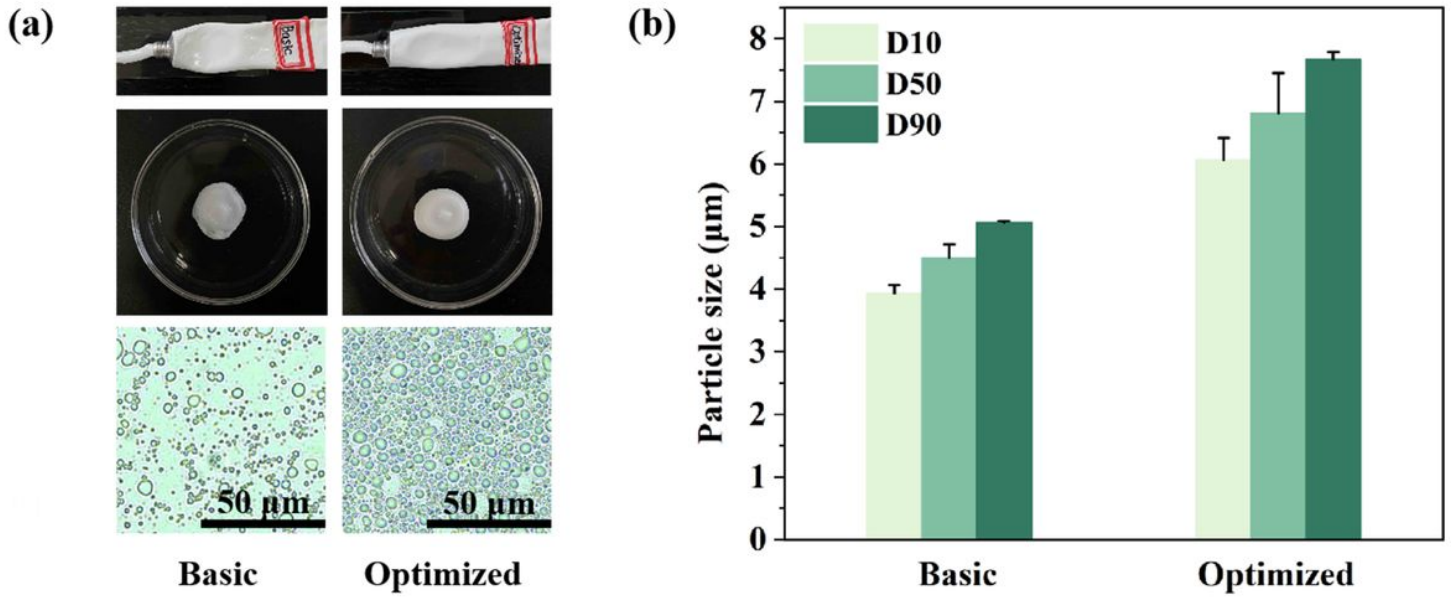 (a)
Basic
Optimize
50 µm
50 µm
Basic
Optimized
(b)
D10
D50
D90
Particle size (µm)
8
7
6
5
4
3
2
1
0
Basic
Optimized